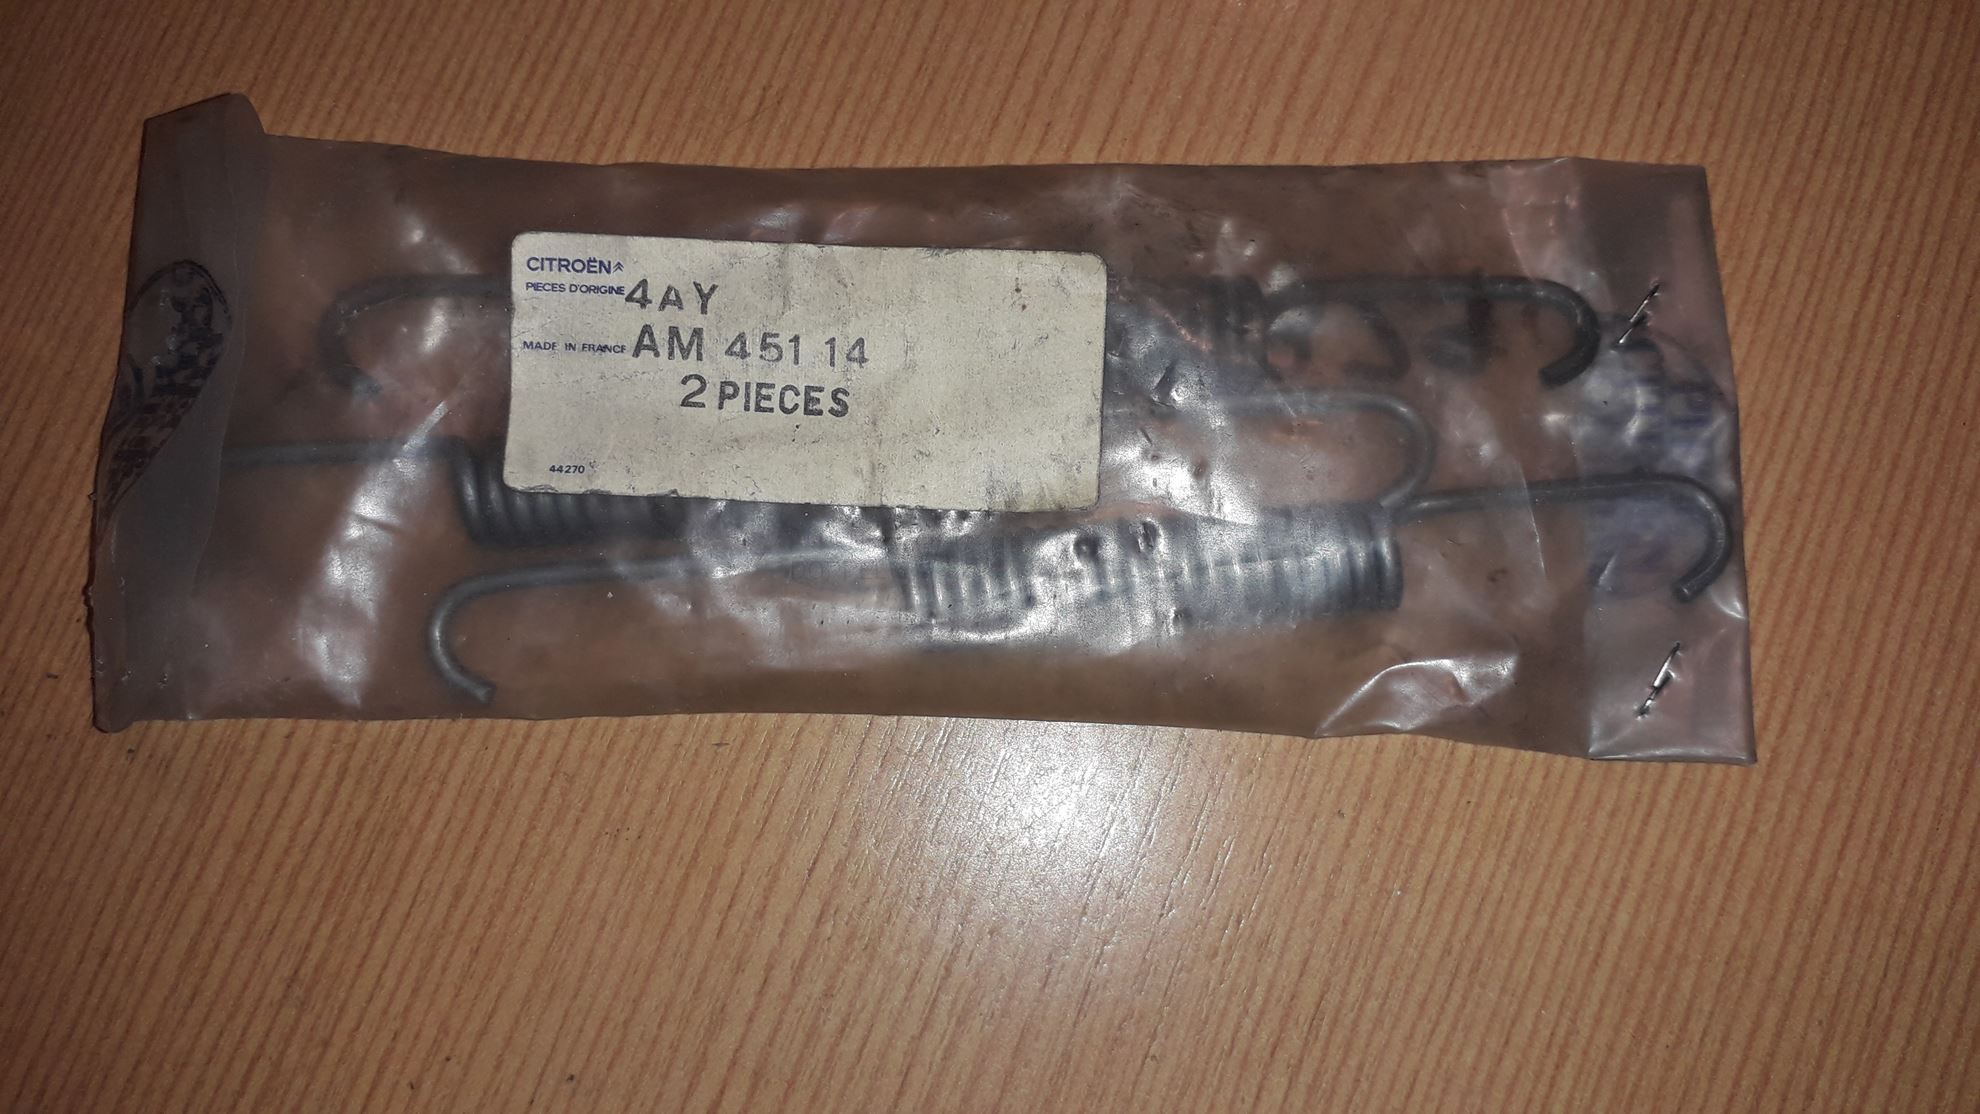 CITROËN
PIECES D'ORIGINE
4AY
MADE IN FRANCE
AM 451 14
2 PIECES
44270